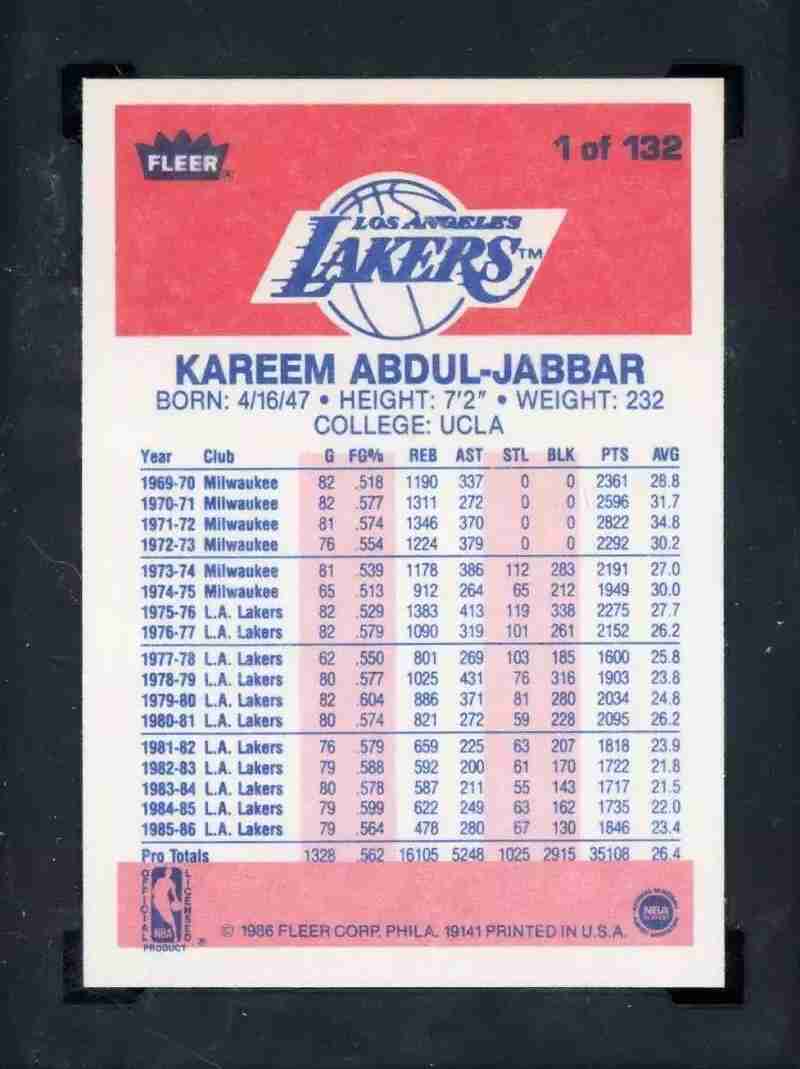 FLEER®
1 of 132
LOS ANGELES
LAKERS™
KAREEM ABDUL-JABBAR
BORN: 4/16/47 • HEIGHT: 7'2" • WEIGHT: 232
COLLEGE: UCLA
Year Club G FG% REB AST STL BLK PTS AVG
1969-70 Milwaukee 82 .518 1190 337 0 0 2361 28.8
1970-71 Milwaukee 82 .577 1311 272 0 0 2596 31.7
1971-72 Milwaukee 81 .574 1346 370 0 0 2822 34.8
1972-73 Milwaukee 76 .554 1224 379 0 0 2292 30.2
1973-74 Milwaukee 81 .539 1178 386 112 283 2191 27.0
1974-75 Milwaukee 65 .513 912 264 65 212 1949 30.0
1975-76 L.A. Lakers 82 .529 1383 413 119 338 2275 27.7
1976-77 L.A. Lakers 82 .579 1090 319 101 261 2152 26.2
1977-78 L.A. Lakers 62 .550 801 269 103 185 1600 25.8
1978-79 L.A. Lakers 80 .577 1025 431 76 316 1903 23.8
1979-80 L.A. Lakers 82 .604 886 371 81 280 2034 24.8
1980-81 L.A. Lakers 80 .574 821 272 59 228 2095 26.2
1981-82 L.A. Lakers 76 .579 659 225 63 207 1818 23.9
1982-83 L.A. Lakers 79 .588 592 200 61 170 1722 21.8
1983-84 L.A. Lakers 80 .578 587 211 55 143 1717 21.5
1984-85 L.A. Lakers 79 .599 622 249 63 162 1735 22.0
1985-86 L.A. Lakers 79 .564 478 280 67 130 1846 23.4
Pro Totals 1328 .562 16105 5248 1025 2915 35108 26.4
OFFICIAL LICENSED
NBA ®
PRODUCT
© 1986 FLEER CORP. PHILA. 19141 PRINTED IN U.S.A.
NBA
PLAYERS